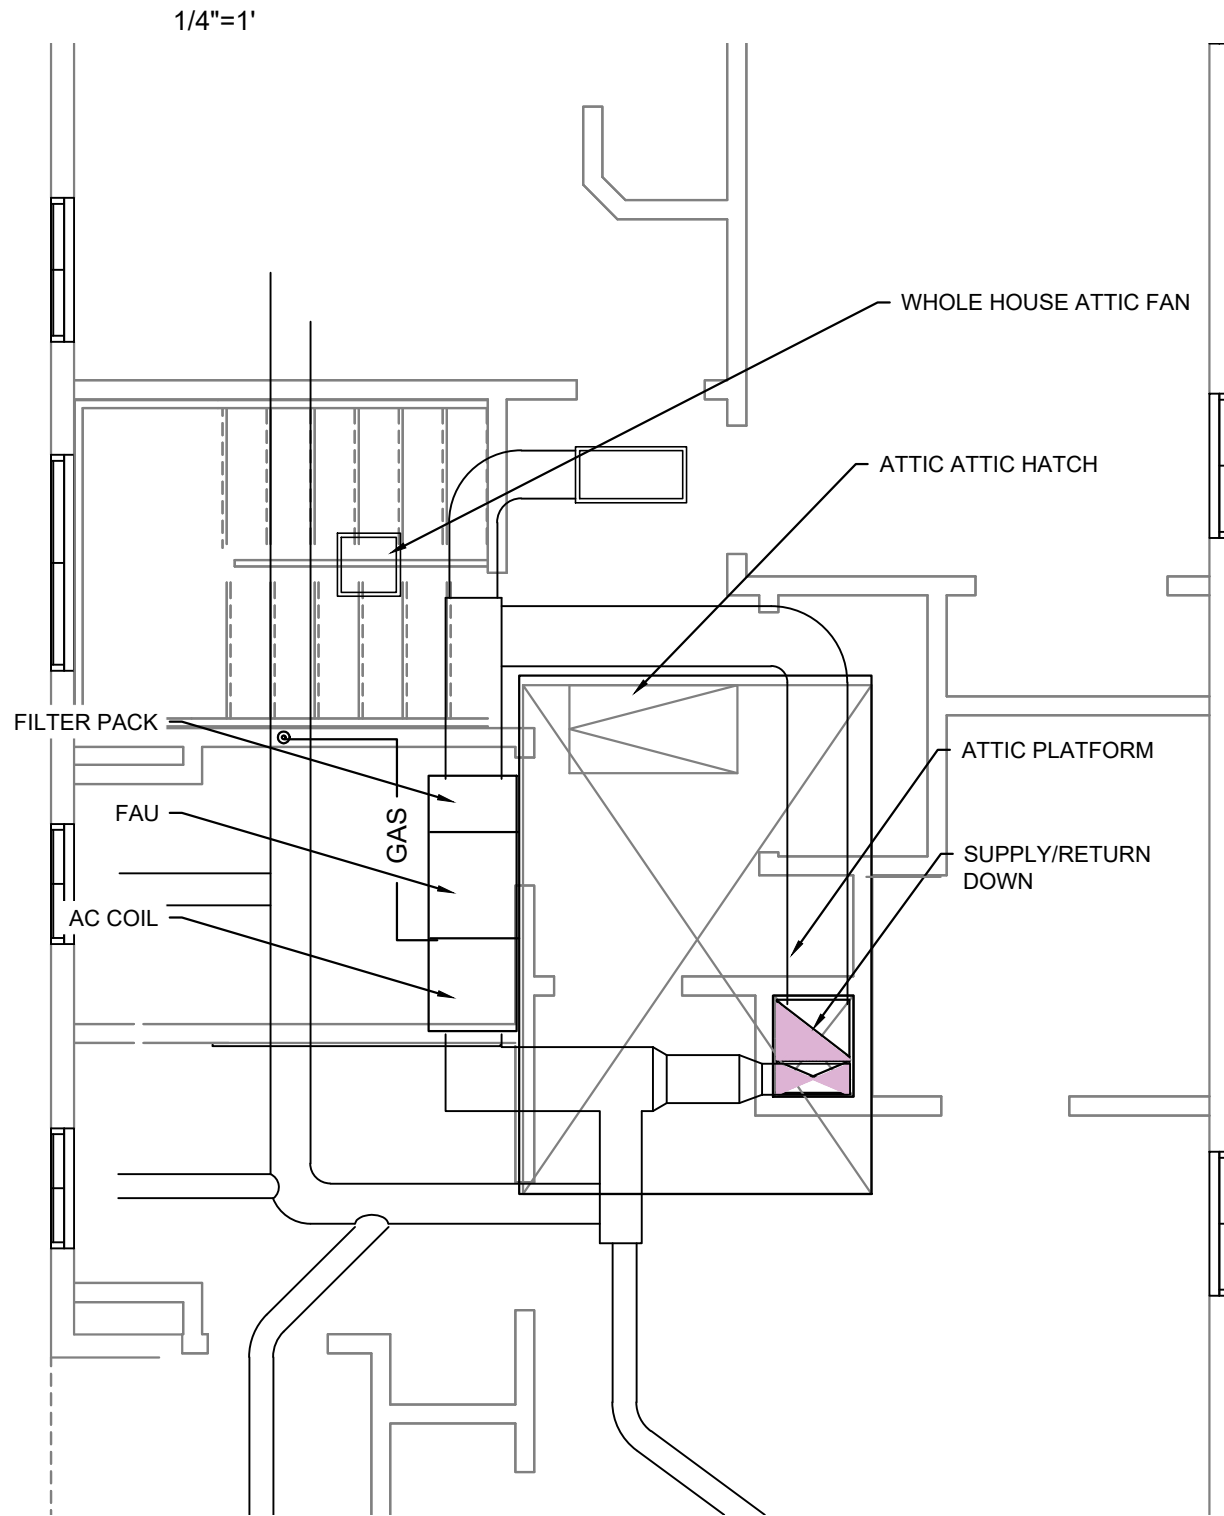 1/4"=1'
WHOLE HOUSE ATTIC FAN
ATTIC ATTIC HATCH
FILTER PACK
ATTIC PLATFORM
FAU
GAS
SUPPLY/RETURN
DOWN
AC COIL